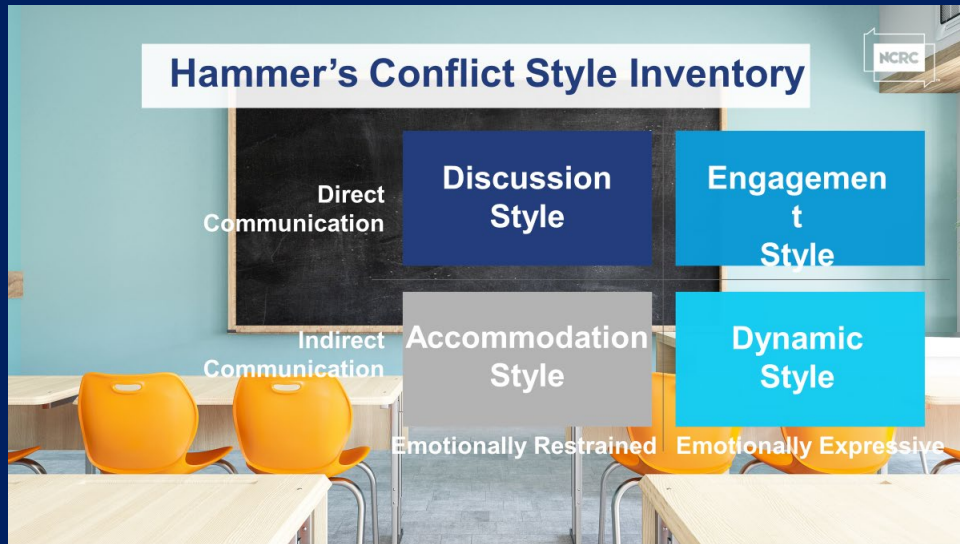 Hammer's Conflict Style Inventory
NCRC
Direct
Communication
Discussion
Style
Engagemen
t
Style
Indirect
Communication
Accommodation
Style
Dynamic
Style
Emotionally Restrained
Emotionally Expressive